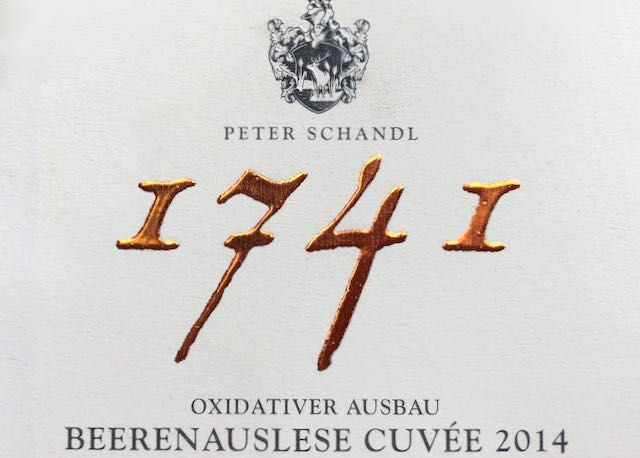 PETER SCHANDL
1741
OXIDATIVER AUSBAU
BEERENAUSLESE CUVÉE 2014